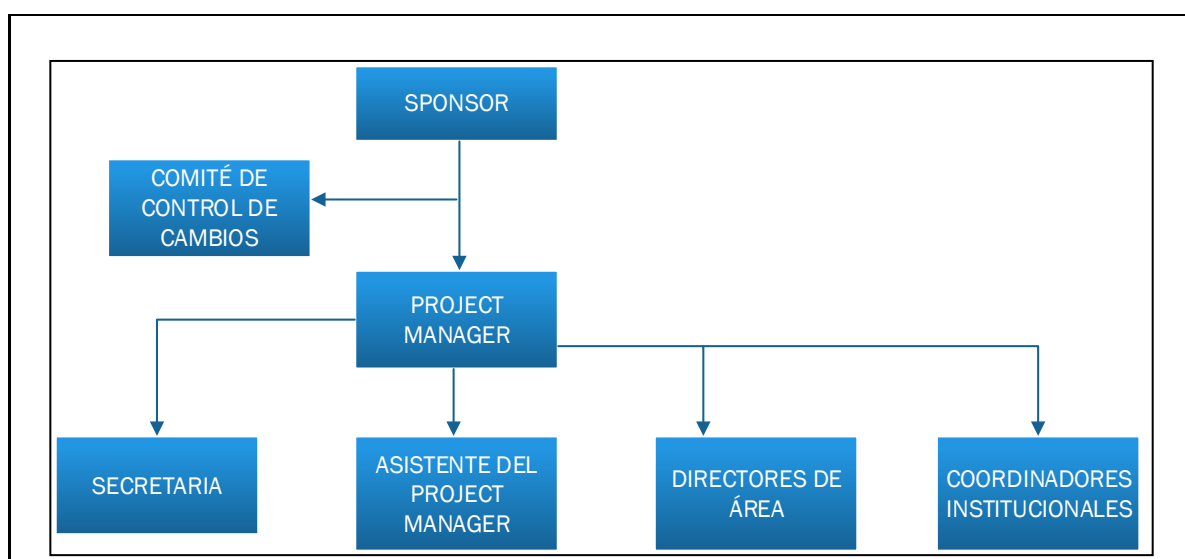 SPONSOR
COMITÉ DE
CONTROL DE
CAMBIOS
PROJECT
MANAGER
SECRETARIA
ASISTENTE DEL
PROJECT
MANAGER
DIRECTORES DE
ÁREA
COORDINADORES
INSTITUCIONALES